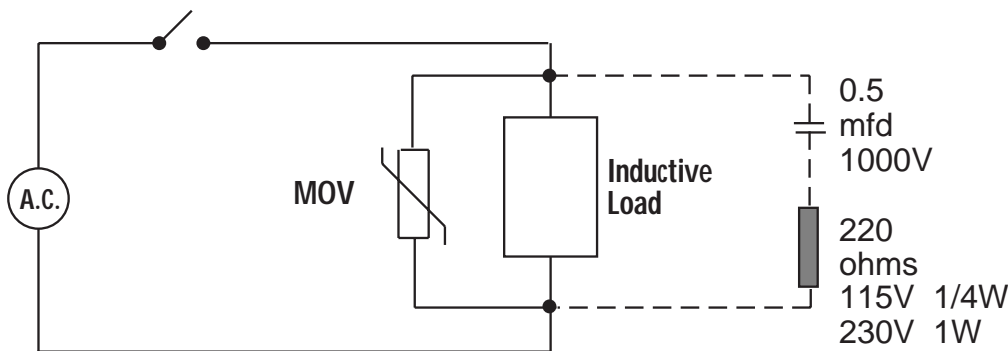 A.C.
MOV
Inductive
Load
0.5
mfd
1000V
220
ohms
115V 1/4W
230V 1W